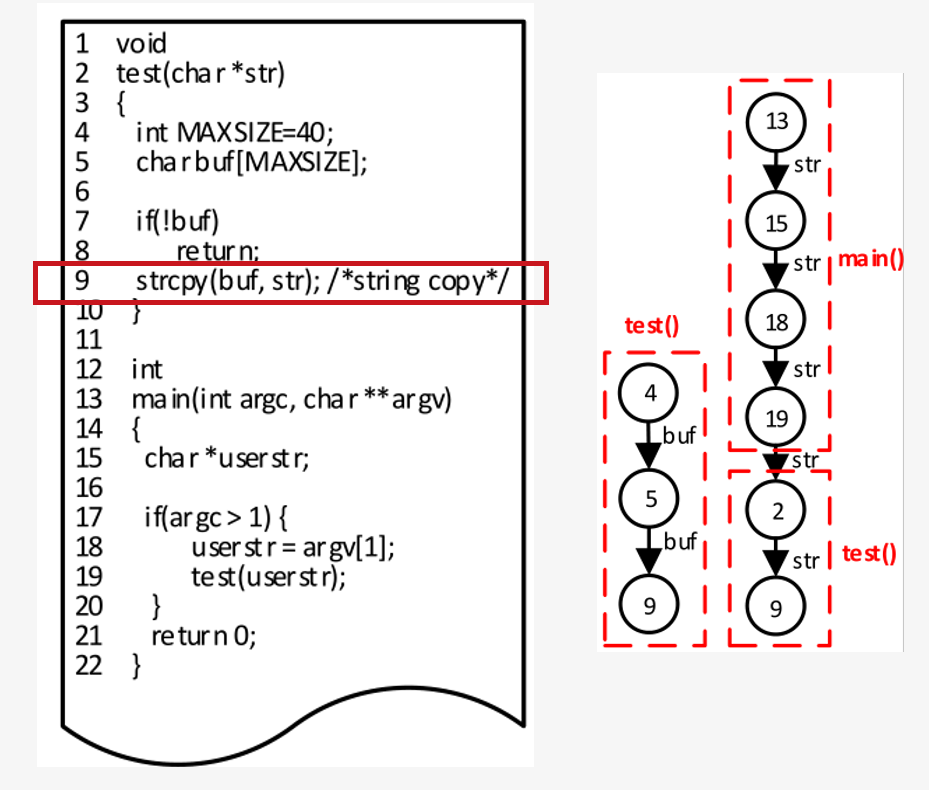 1 void
2 test(char *str)
3 {
4 int MAXSIZE=40;
5 charbuf[MAXSIZE];
6
7 if(!buf)
8 return;
9 strcpy(buf, str); /*string copy*/
10 }
11
12 int
13 main(int argc, char **argv)
14 {
15 char *userstr;
16
17 if(argc > 1) {
18 userstr = argv[1];
19 test(userstr);
20 }
21 return 0;
22 }
test()
4
buf
5
buf
9
13
str
15
str
main()
18
str
19
str
2
str
test()
9